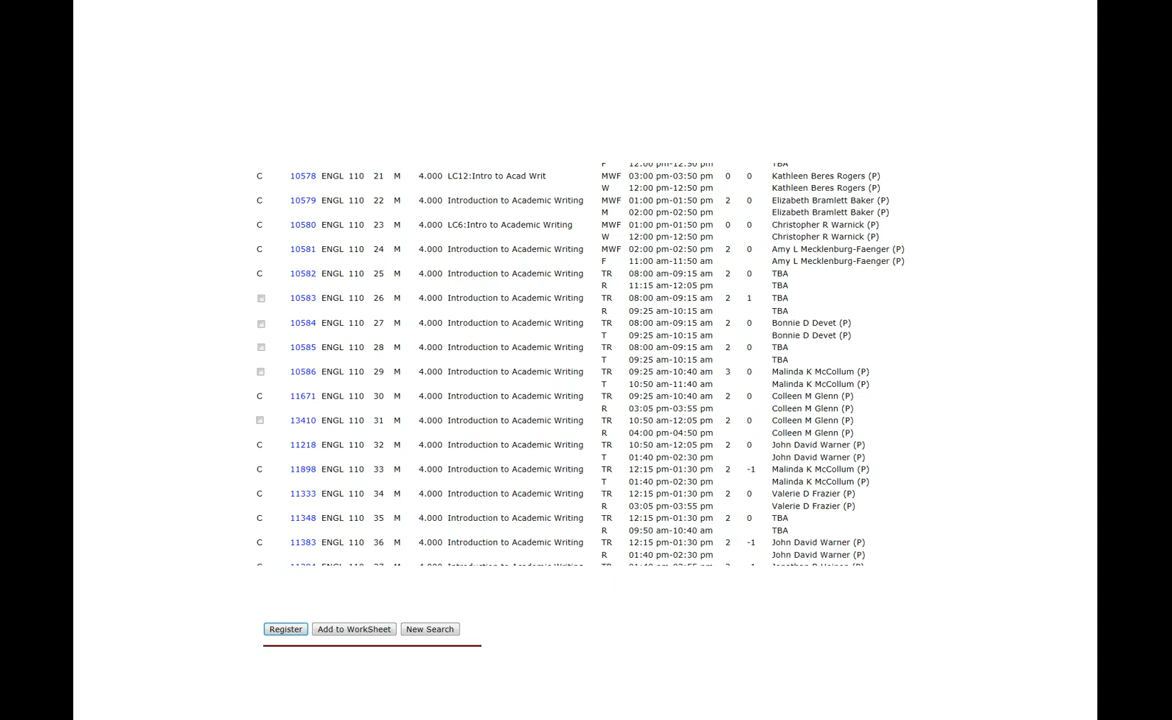 F 12:00 pm-12:50 pm TBA
C 10578 ENGL 110 21 M 4.000 LC12:Intro to Acad Writ MWF 03:00 pm-03:50 pm 0 0 Kathleen Beres Rogers (P)
W 12:00 pm-12:50 pm Kathleen Beres Rogers (P)
C 10579 ENGL 110 22 M 4.000 Introduction to Academic Writing MWF 01:00 pm-01:50 pm 2 0 Elizabeth Bramlett Baker (P)
M 02:00 pm-02:50 pm Elizabeth Bramlett Baker (P)
C 10580 ENGL 110 23 M 4.000 LC6:Intro to Academic Writing MWF 01:00 pm-01:50 pm 0 0 Christopher R Warnick (P)
W 12:00 pm-12:50 pm Christopher R Warnick (P)
C 10581 ENGL 110 24 M 4.000 Introduction to Academic Writing MWF 02:00 pm-02:50 pm 2 0 Amy L Mecklenburg-Faenger (P)
F 11:00 am-11:50 am Amy L Mecklenburg-Faenger (P)
C 10582 ENGL 110 25 M 4.000 Introduction to Academic Writing TR 08:00 am-09:15 am 2 0 TBA
R 11:15 am-12:05 pm TBA
10583 ENGL 110 26 M 4.000 Introduction to Academic Writing TR 08:00 am-09:15 am 2 1 TBA
R 09:25 am-10:15 am TBA
10584 ENGL 110 27 M 4.000 Introduction to Academic Writing TR 08:00 am-09:15 am 2 0 Bonnie D Devet (P)
T 09:25 am-10:15 am Bonnie D Devet (P)
10585 ENGL 110 28 M 4.000 Introduction to Academic Writing TR 08:00 am-09:15 am 2 0 TBA
T 09:25 am-10:15 am TBA
10586 ENGL 110 29 M 4.000 Introduction to Academic Writing TR 09:25 am-10:40 am 3 0 Malinda K McCollum (P)
T 10:50 am-11:40 am Malinda K McCollum (P)
C 11671 ENGL 110 30 M 4.000 Introduction to Academic Writing TR 09:25 am-10:40 am 2 0 Colleen M Glenn (P)
R 03:05 pm-03:55 pm Colleen M Glenn (P)
13410 ENGL 110 31 M 4.000 Introduction to Academic Writing TR 10:50 am-12:05 pm 2 0 Colleen M Glenn (P)
R 04:00 pm-04:50 pm Colleen M Glenn (P)
C 11218 ENGL 110 32 M 4.000 Introduction to Academic Writing TR 10:50 am-12:05 pm 2 0 John David Warner (P)
T 01:40 pm-02:30 pm John David Warner (P)
C 11898 ENGL 110 33 M 4.000 Introduction to Academic Writing TR 12:15 pm-01:30 pm 2 -1 Malinda K McCollum (P)
T 01:40 pm-02:30 pm Malinda K McCollum (P)
C 11333 ENGL 110 34 M 4.000 Introduction to Academic Writing TR 12:15 pm-01:30 pm 2 0 Valerie D Frazier (P)
R 03:05 pm-03:55 pm Valerie D Frazier (P)
C 11348 ENGL 110 35 M 4.000 Introduction to Academic Writing TR 12:15 pm-01:30 pm 2 0 TBA
R 09:50 am-10:40 am TBA
C 11383 ENGL 110 36 M 4.000 Introduction to Academic Writing TR 12:15 pm-01:30 pm 2 -1 John David Warner (P)
R 01:40 pm-02:30 pm John David Warner (P)
C ENGL 110 4.000 Introduction to Academic Writing TR
Register Add to WorkSheet New Search